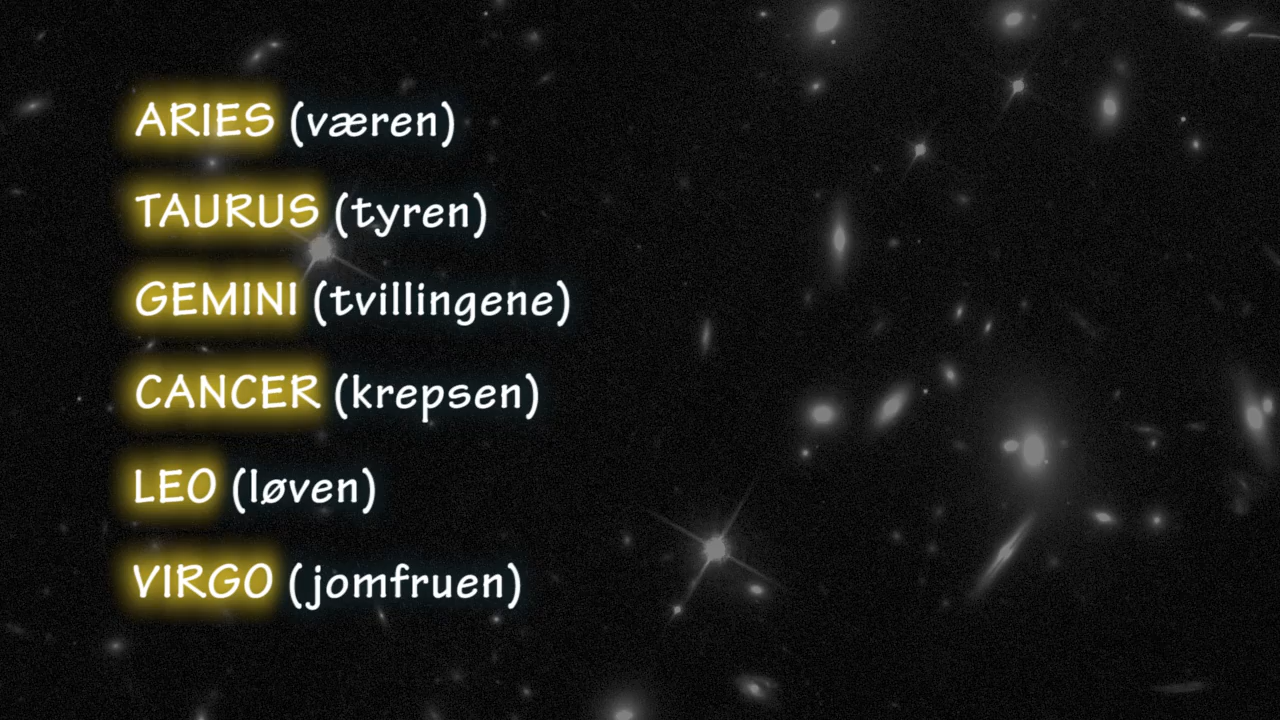 ARIES (væren)
TAURUS (tyren)
GEMINI (tvillingene)
CANCER (krepsen)
LEO (løven)
VIRGO (jomfruen)